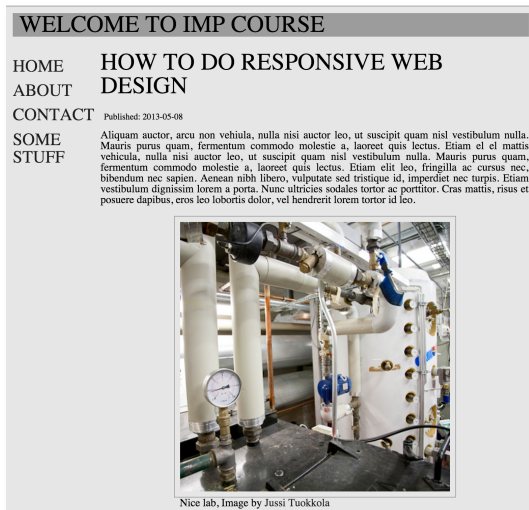 WELCOME TO IMP COURSE
HOME
ABOUT
CONTACT
SOME
STUFF
HOW TO DO RESPONSIVE WEB
DESIGN
Published: 2013-05-08
Aliquam auctor, arcu non vehiula, nulla nisi auctor leo, ut suscipit quam nisl vestibulum nulla.
Mauris purus quam, fermentum commodo molestie a, laoreet quis lectus. Etiam el el mattis
vehicula, nulla nisi auctor leo, ut suscipit quam nisl vestibulum nulla. Mauris purus quam,
fermentum commodo molestie a, laoreet quis lectus. Etiam elit leo, fringilla ac cursus nec,
bibendum nec sapien. Aenean nibh libero, vulputate sed tristique id, imperdiet nec turpis. Etiam
vestibulum dignissim lorem a porta. Nunc ultricies sodales tortor ac porttitor. Cras mattis, risus et
posuere dapibus, eros leo lobortis dolor, vel hendrerit lorem tortor id leo.
Nice lab, Image by Jussi Tuokkola